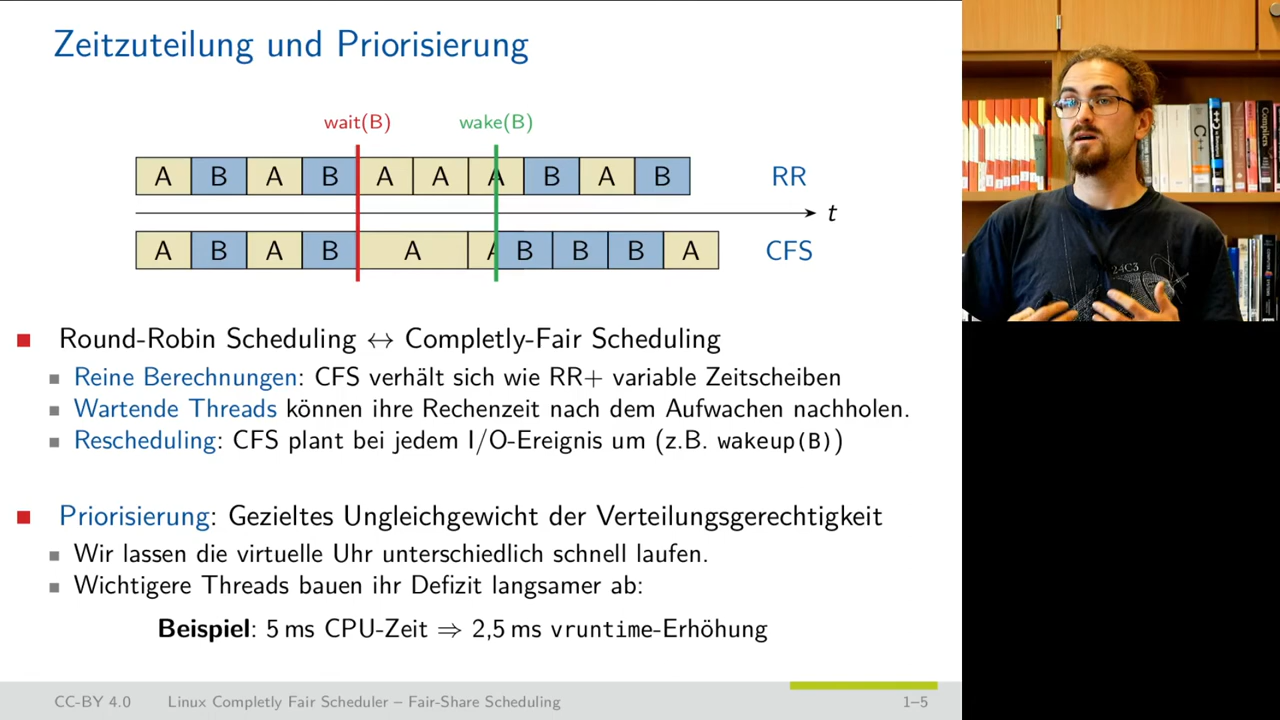 Zeitzuteilung und Priorisierung
wait(B) wake(B)
A B A B A A A B A B RR
t
A B A B A A B B B A CFS
Round-Robin Scheduling ↔ Completly-Fair Scheduling
Reine Berechnungen: CFS verhält sich wie RR+ variable Zeitscheiben
Wartende Threads können ihre Rechenzeit nach dem Aufwachen nachholen.
Rescheduling: CFS plant bei jedem I/O-Ereignis um (z.B. wakeup(B))
Priorisierung: Gezieltes Ungleichgewicht der Verteilungsgerechtigkeit
Wir lassen die virtuelle Uhr unterschiedlich schnell laufen.
Wichtigere Threads bauen ihr Defizit langsamer ab:
Beispiel: 5 ms CPU-Zeit ⇒ 2,5 ms vruntime-Erhöhung
CC-BY 4.0 Linux Completly Fair Scheduler – Fair-Share Scheduling 1–5
24C3
C++
Compilers